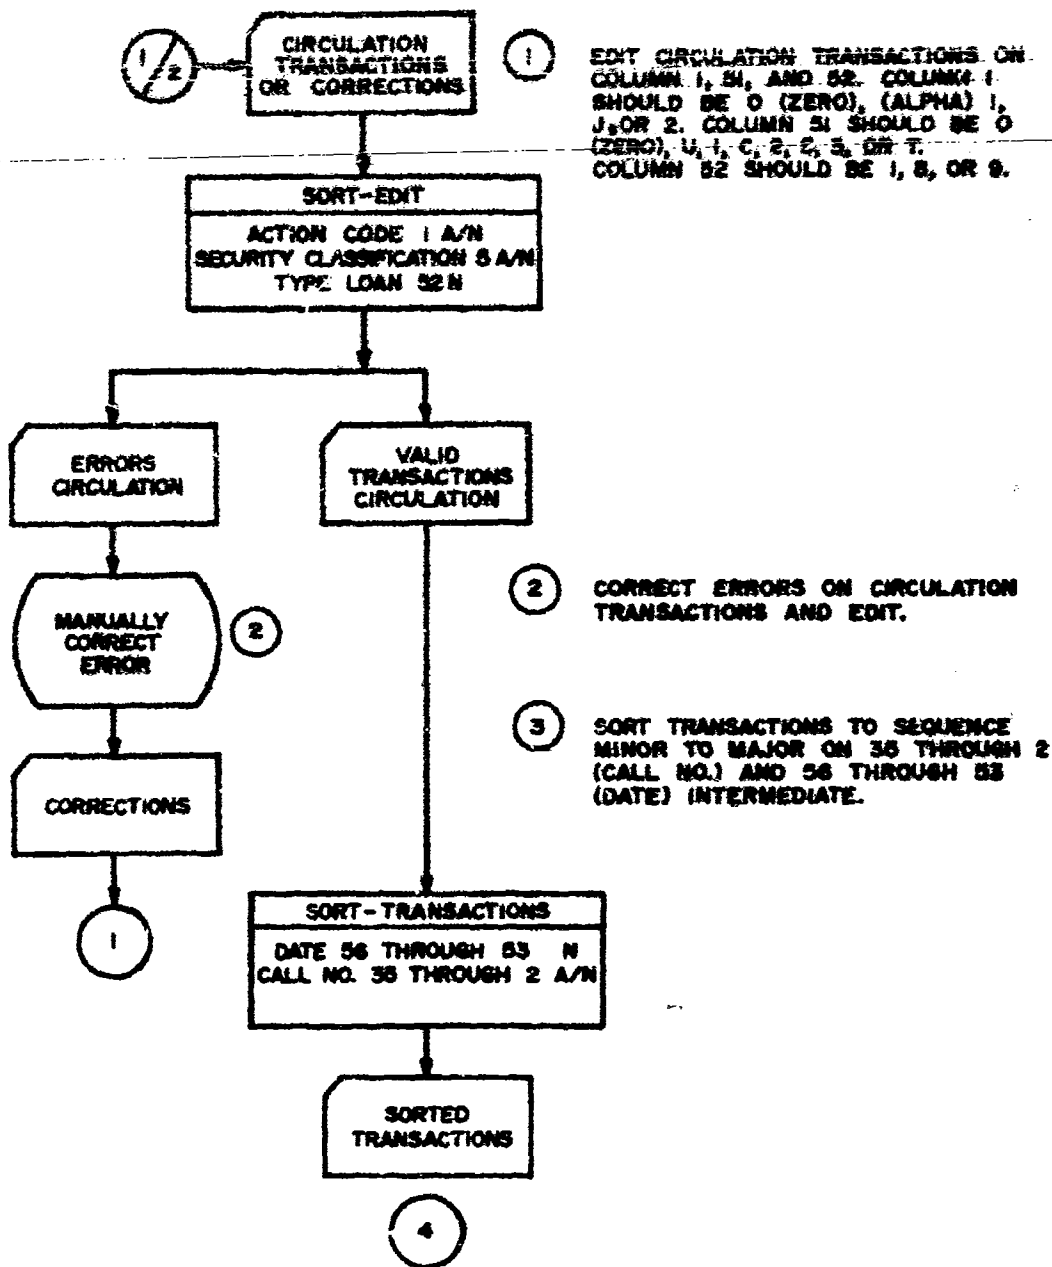 1/2
CIRCULATION
TRANSACTIONS
OR CORRECTIONS
1
EDIT CIRCULATION TRANSACTIONS ON
COLUMN 1, 51, AND 52. COLUMN 1
SHOULD BE 0 (ZERO), (ALPHA) I,
J, OR 2. COLUMN 51 SHOULD BE 0
(ZERO), U, 1, C, 2, S, 3, OR T.
COLUMN 52 SHOULD BE 1, 8, OR 9.
SORT-EDIT
ACTION CODE 1 A/N
SECURITY CLASSIFICATION 5 A/N
TYPE LOAN 52 N
ERRORS
CIRCULATION
VALID
TRANSACTIONS
CIRCULATION
MANUALLY
CORRECT
ERROR
2
2
CORRECT ERRORS ON CIRCULATION
TRANSACTIONS AND EDIT.
3
SORT TRANSACTIONS TO SEQUENCE
MINOR TO MAJOR ON 35 THROUGH 2
(CALL NO.) AND 56 THROUGH 53
(DATE) INTERMEDIATE.
CORRECTIONS
1
SORT-TRANSACTIONS
DATE 56 THROUGH 53 N
CALL NO. 35 THROUGH 2 A/N
SORTED
TRANSACTIONS
4